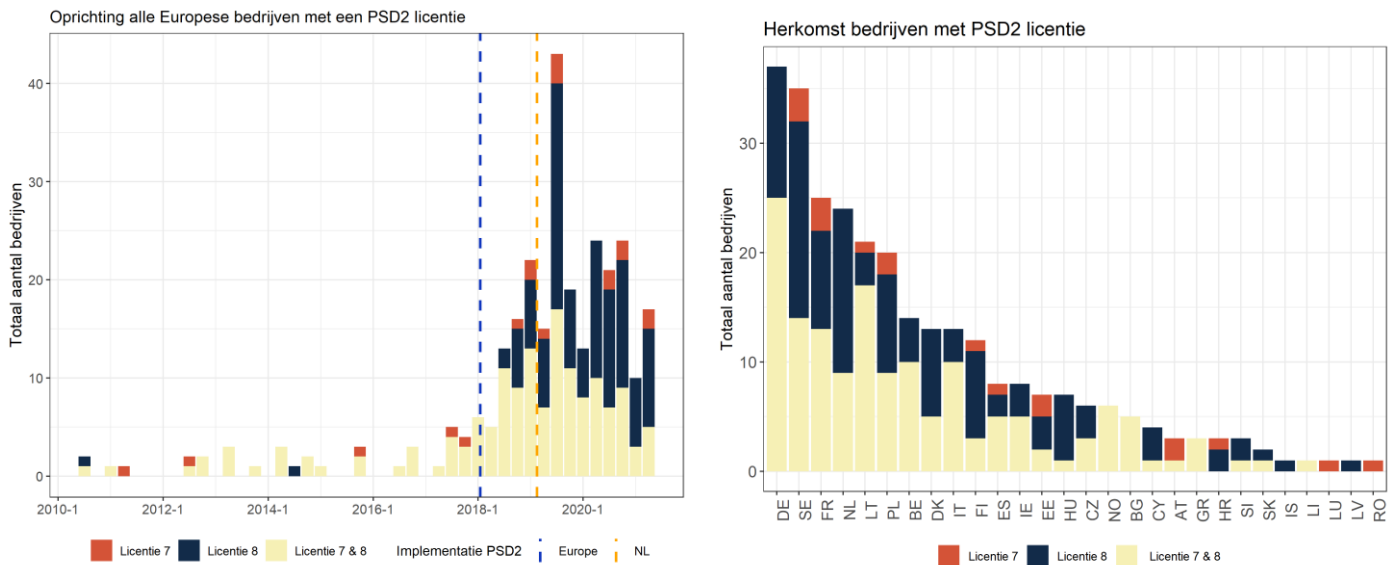 Oprichting alle Europese bedrijven met een PSD2 licentie
Totaal aantal bedrijven
40
30
20
10
0
2010-1 2012-1 2014-1 2016-1 2018-1 2020-1
Licentie 7 Licentie 8 Licentie 7 & 8 Implementatie PSD2 Europe NL
Herkomst bedrijven met PSD2 licentie
Totaal aantal bedrijven
30
20
10
0
DE SE FR NL LT PL BE DK IT FI ES IE EE HU CZ NO BG CY AT GR HR SI SK IS LI LU LV RO
Licentie 7 Licentie 8 Licentie 7 & 8